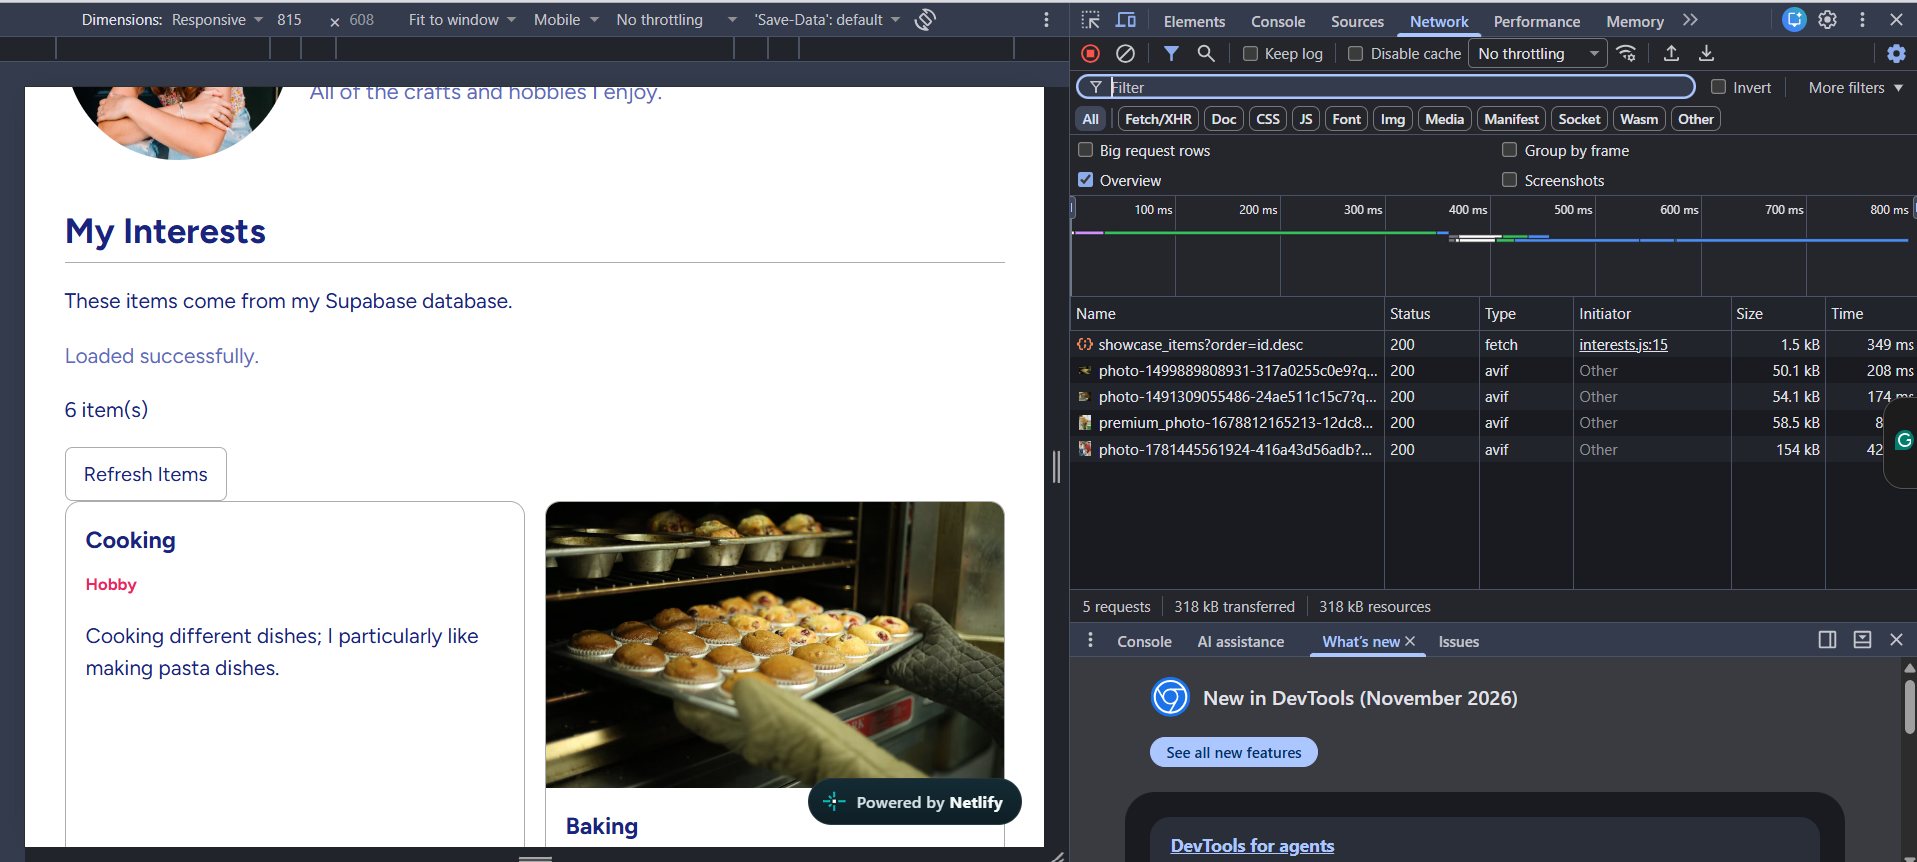 Dimensions: Responsive 815 × 608 Fit to window Mobile No throttling 'Save-Data': default
All of the crafts and hobbies I enjoy.
My Interests
These items come from my Supabase database.
Loaded successfully.
6 item(s)
Refresh Items
Cooking
Hobby
Cooking different dishes; I particularly like
making pasta dishes.
Baking
Powered by Netlify
Elements Console Sources Network Performance Memory
Keep log Disable cache No throttling
Filter Invert More filters
All Fetch/XHR Doc CSS JS Font Img Media Manifest Socket Wasm Other
Big request rows Group by frame
Overview Screenshots
100 ms 200 ms 300 ms 400 ms 500 ms 600 ms 700 ms 800 ms
Name Status Type Initiator Size Time
showcase_items?order=id.desc 200 fetch interests.js:15 1.5 kB 349 ms
photo-1499889808931-317a0255c0e9?q... 200 avif Other 50.1 kB 208 ms
photo-1491309055486-24ae511c15c7?q... 200 avif Other 54.1 kB 174 ms
premium_photo-1678812165213-12dc8... 200 avif Other 58.5 kB 8
photo-1781445561924-416a43d56adb?... 200 avif Other 154 kB 42
5 requests 318 kB transferred 318 kB resources
Console AI assistance What's new Issues
New in DevTools (November 2026)
See all new features
DevTools for agents